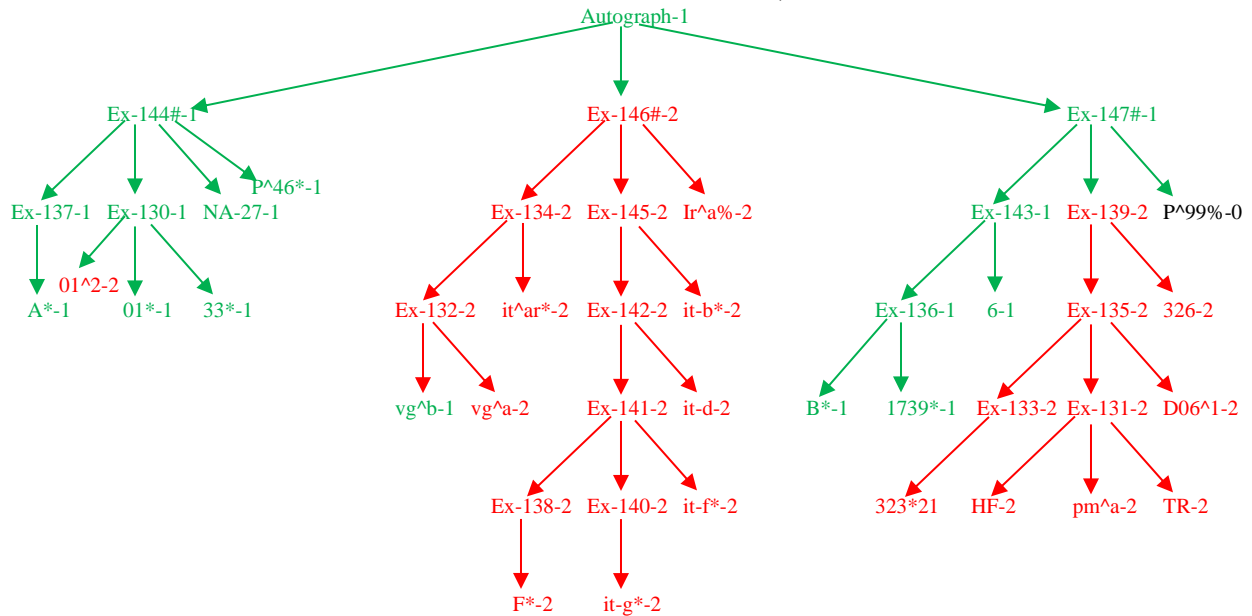 Autograph-1
Ex-144#-1 Ex-146#-2 Ex-147#-1
P^46*-1
Ex-137-1 Ex-130-1 NA-27-1 Ex-134-2 Ex-145-2 Ir^a%-2 Ex-143-1 Ex-139-2 P^99%-0
01^2-2
A*-1 01*-1 33*-1 Ex-132-2 it^ar*-2 Ex-142-2 it-b*-2 Ex-136-1 6-1 Ex-135-2 326-2
vg^b-1 vg^a-2 Ex-141-2 it-d-2 B*-1 1739*-1 Ex-133-2 Ex-131-2 D06^1-2
Ex-138-2 Ex-140-2 it-f*-2 323*21 HF-2 pm^a-2 TR-2
F*-2 it-g*-2